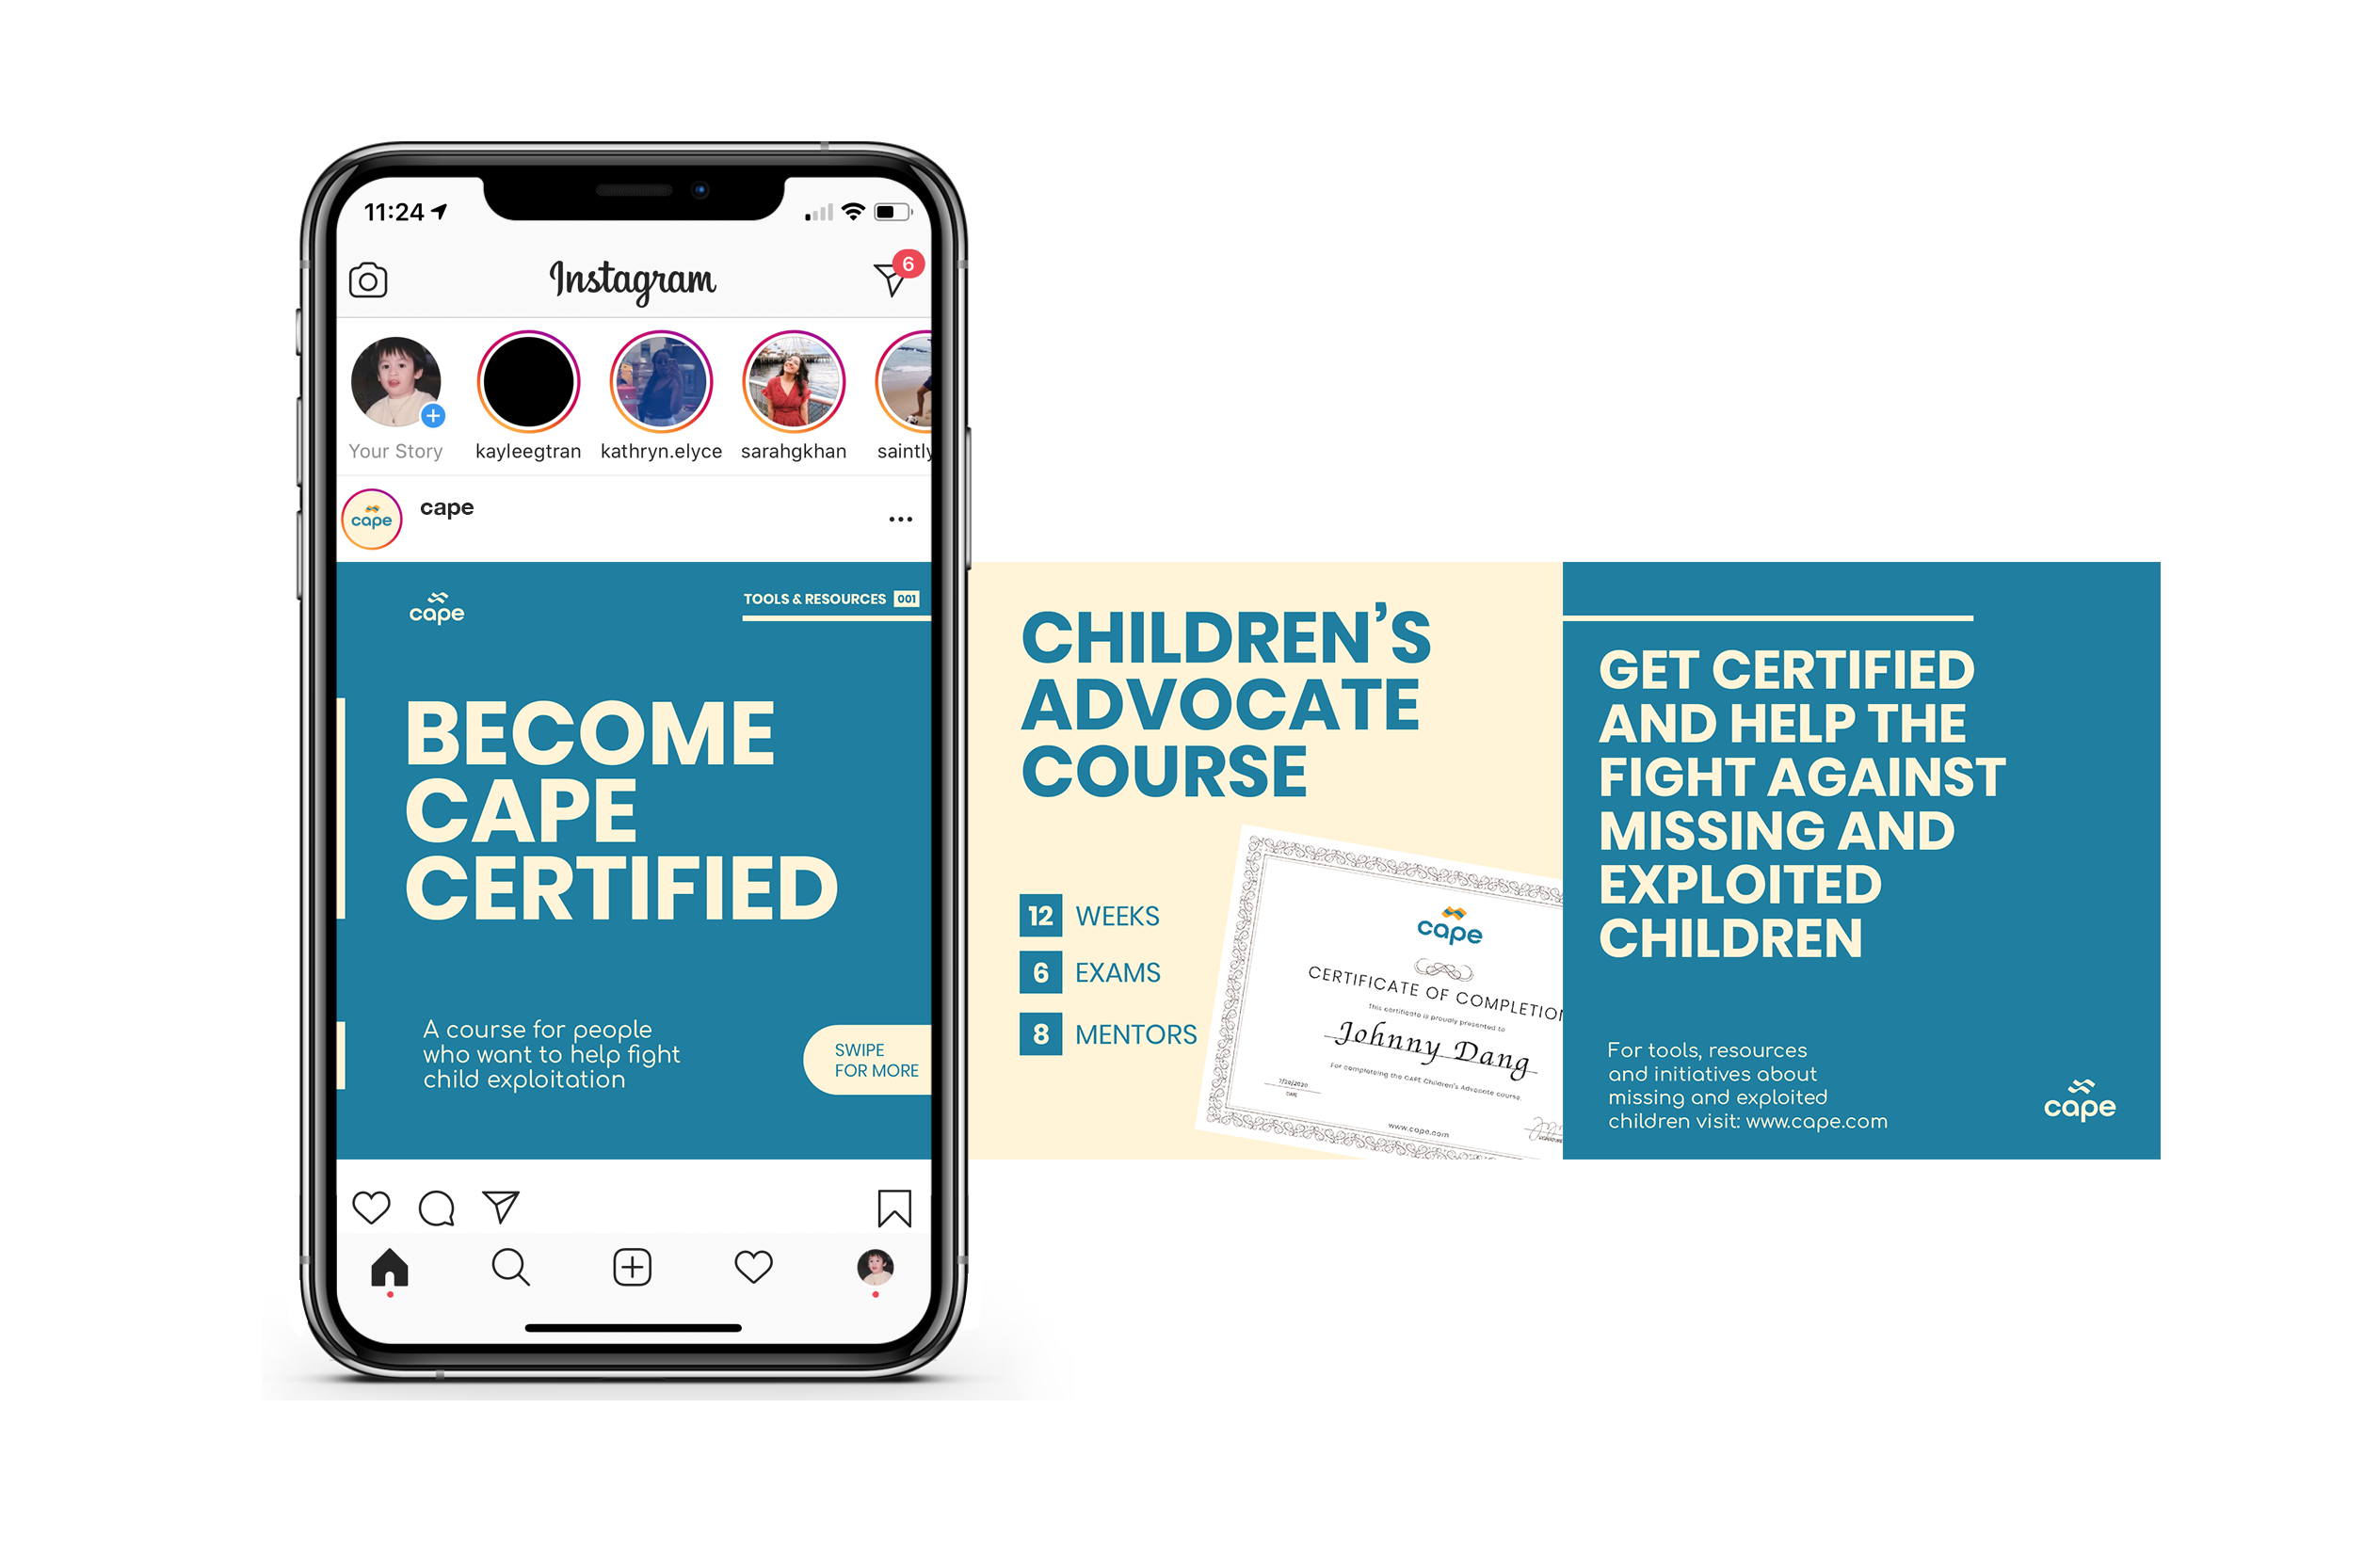 11:24
Instagram
6
Your Story
kayleegtran
kathryn.elyce
sarahgkhan
saintly
cape
cape
cape
TOOLS & RESOURCES 001
BECOME
CAPE
CERTIFIED
A course for people
who want to help fight
child exploitation
SWIPE
FOR MORE
CHILDREN’S
ADVOCATE
COURSE
12 WEEKS
6 EXAMS
8 MENTORS
cape
CERTIFICATE OF COMPLETION
This certificate is proudly presented to
Johnny Dang
For completeing the CAPE Children's Advocate course.
7/20/2020
DATE
www.cape.com
GET CERTIFIED
AND HELP THE
FIGHT AGAINST
MISSING AND
EXPLOITED
CHILDREN
For tools, resources
and initiatives about
missing and exploited
children visit: www.cape.com
cape